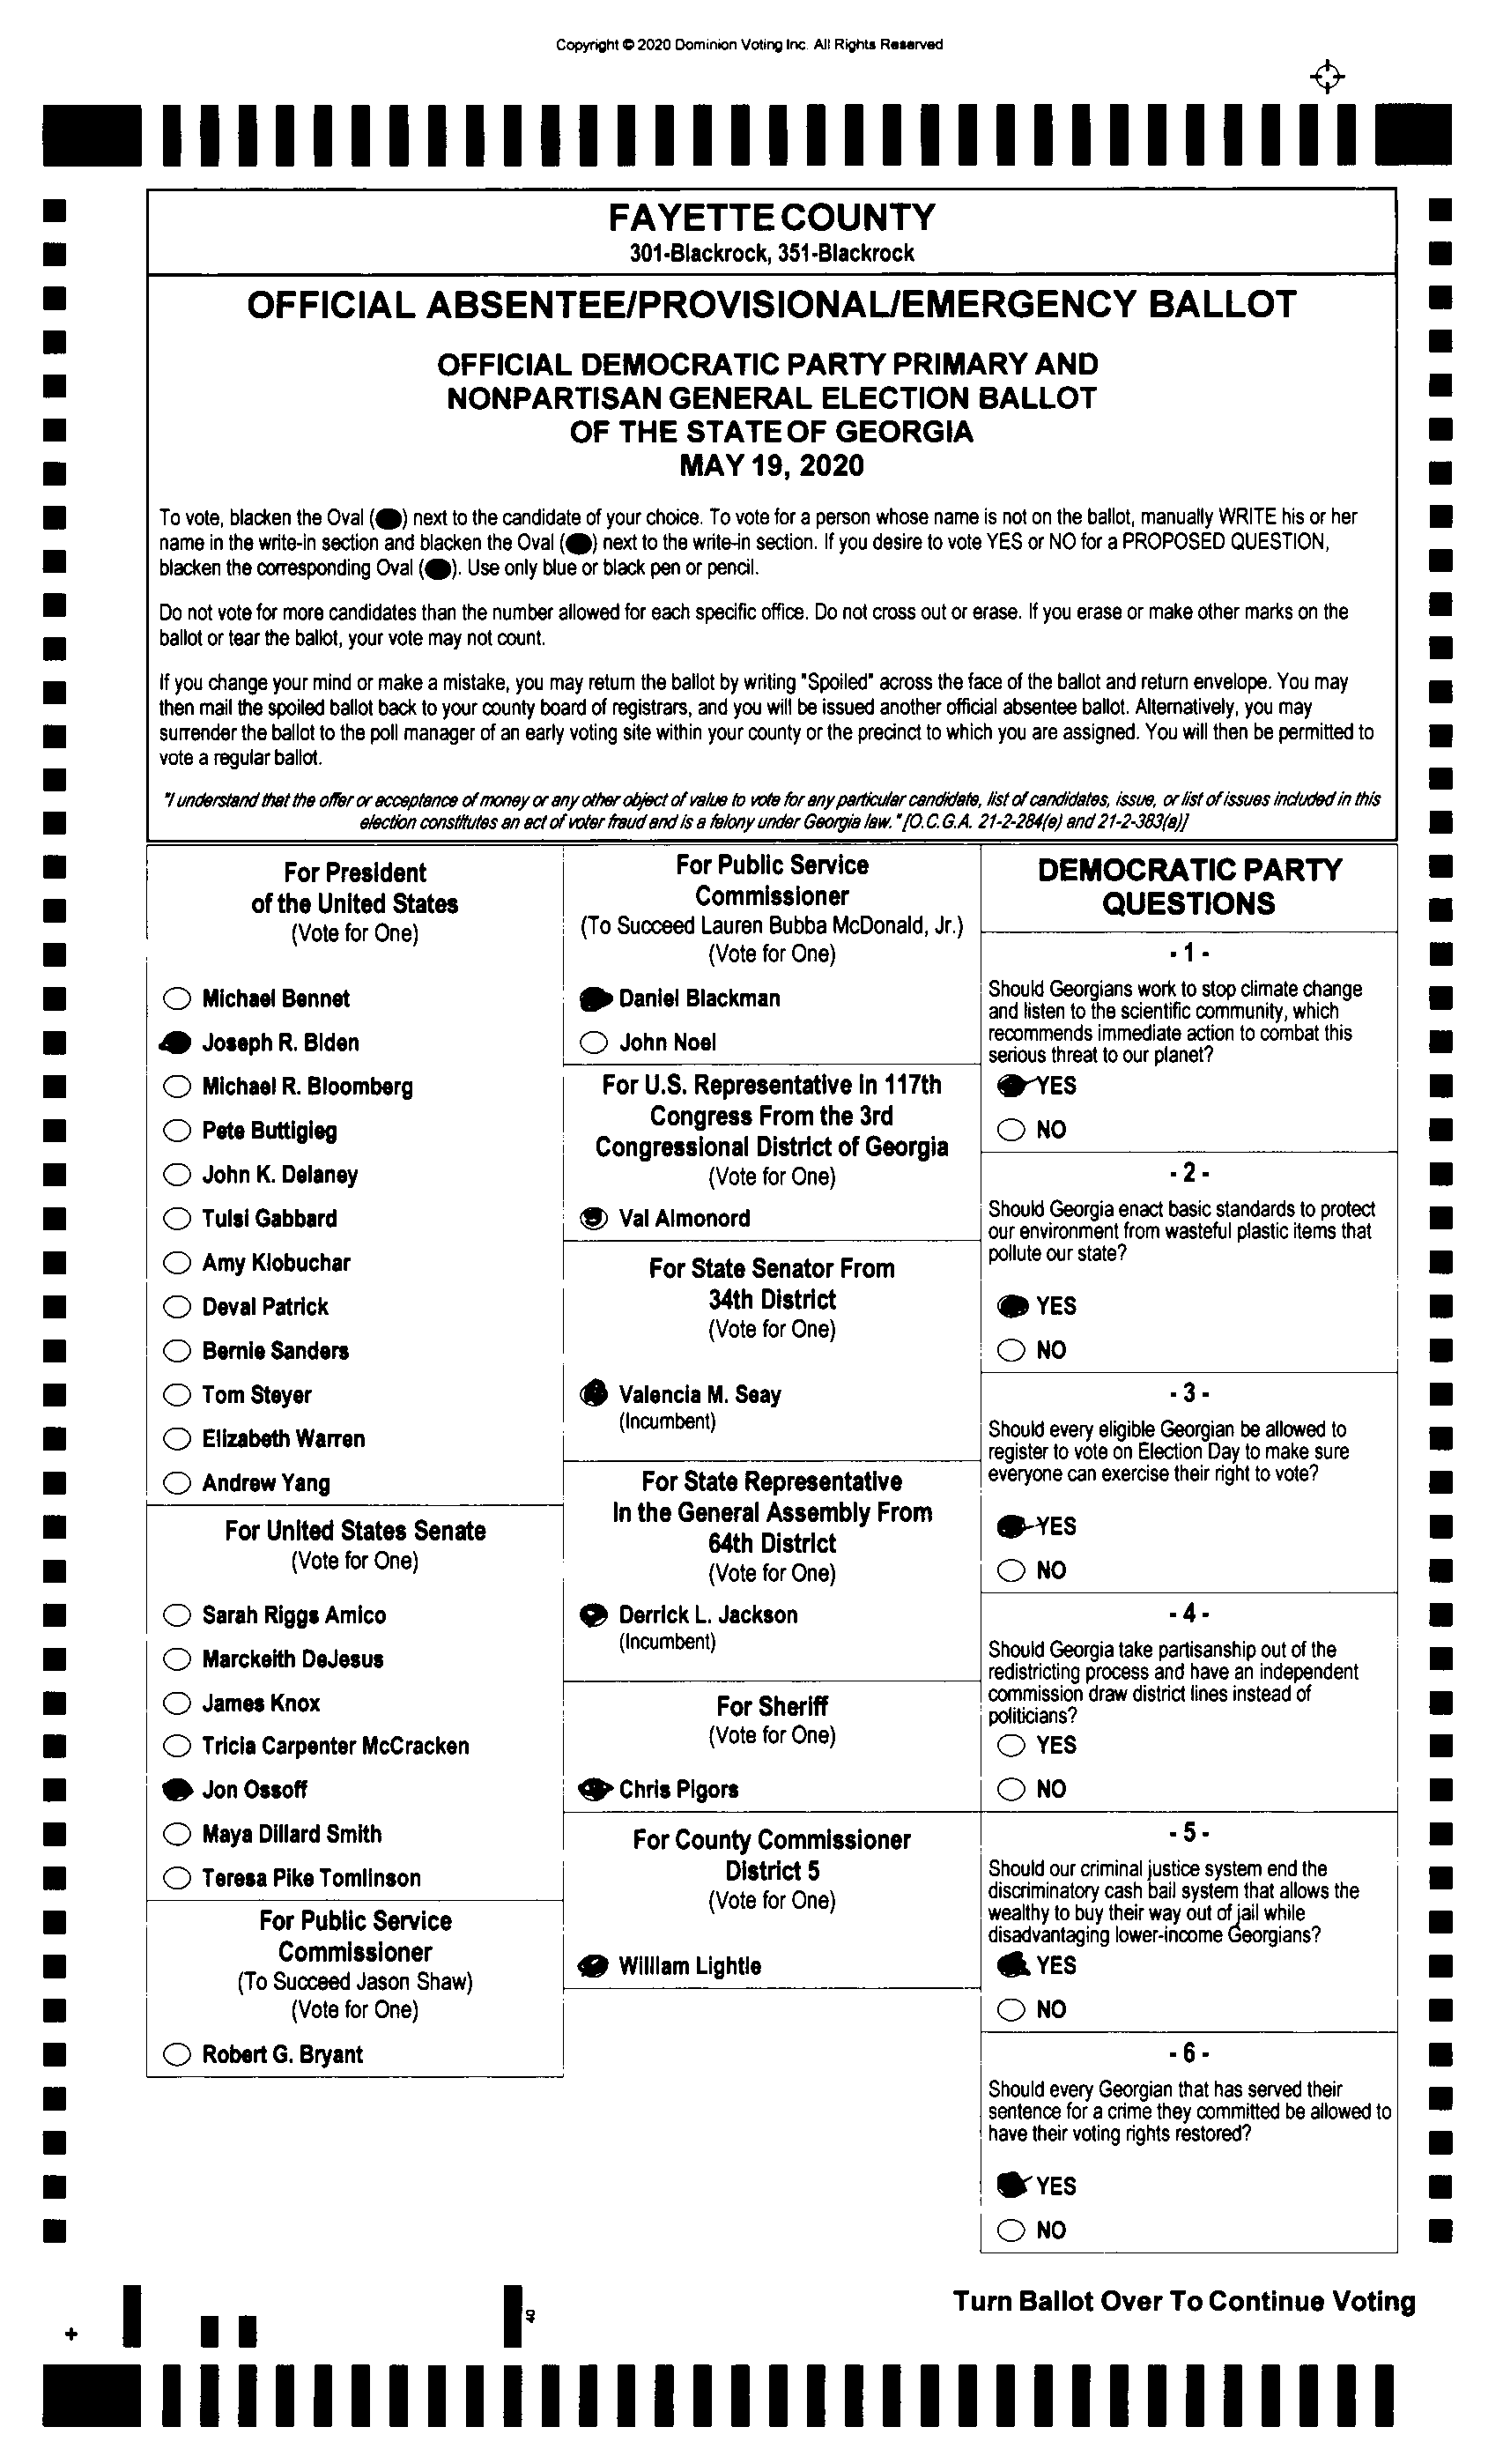 Copyright © 2020 Dominion Voting Inc. All Rights Reserved
FAYETTE COUNTY
301-Blackrock, 351-Blackrock
OFFICIAL ABSENTEE/PROVISIONAL/EMERGENCY BALLOT
OFFICIAL DEMOCRATIC PARTY PRIMARY AND
NONPARTISAN GENERAL ELECTION BALLOT
OF THE STATE OF GEORGIA
MAY 19, 2020
To vote, blacken the Oval ( ) next to the candidate of your choice. To vote for a person whose name is not on the ballot, manually WRITE his or her
name in the write-in section and blacken the Oval ( ) next to the write-in section. If you desire to vote YES or NO for a PROPOSED QUESTION,
blacken the corresponding Oval ( ). Use only blue or black pen or pencil.
Do not vote for more candidates than the number allowed for each specific office. Do not cross out or erase. If you erase or make other marks on the
ballot or tear the ballot, your vote may not count.
If you change your mind or make a mistake, you may return the ballot by writing "Spoiled" across the face of the ballot and return envelope. You may
then mail the spoiled ballot back to your county board of registrars, and you will be issued another official absentee ballot. Alternatively, you may
surrender the ballot to the poll manager of an early voting site within your county or the precinct to which you are assigned. You will then be permitted to
vote a regular ballot.
"I understand that the offer or acceptance of money or any other object of value to vote for any particular candidate, list of candidates, issue, or list of issues included in this
election constitutes an act of voter fraud and is a felony under Georgia law." [O.C.G.A. 21-2-284(e) and 21-2-383(a)]
For President
of the United States
(Vote for One)
Michael Bennet
Joseph R. Biden
Michael R. Bloomberg
Pete Buttigieg
John K. Delaney
Tulsi Gabbard
Amy Klobuchar
Deval Patrick
Bernie Sanders
Tom Steyer
Elizabeth Warren
Andrew Yang
For United States Senate
(Vote for One)
Sarah Riggs Amico
Marckeith DeJesus
James Knox
Tricia Carpenter McCracken
Jon Ossoff
Maya Dillard Smith
Teresa Pike Tomlinson
For Public Service
Commissioner
(To Succeed Jason Shaw)
(Vote for One)
Robert G. Bryant
For Public Service
Commissioner
(To Succeed Lauren Bubba McDonald, Jr.)
(Vote for One)
Daniel Blackman
John Noel
For U.S. Representative in 117th
Congress From the 3rd
Congressional District of Georgia
(Vote for One)
Val Almonord
For State Senator From
34th District
(Vote for One)
Valencia M. Seay
(Incumbent)
For State Representative
In the General Assembly From
64th District
(Vote for One)
Derrick L. Jackson
(Incumbent)
For Sheriff
(Vote for One)
Chris Pigors
For County Commissioner
District 5
(Vote for One)
William Lightle
DEMOCRATIC PARTY
QUESTIONS
- 1 -
Should Georgians work to stop climate change
and listen to the scientific community, which
recommends immediate action to combat this
serious threat to our planet?
YES
NO
- 2 -
Should Georgia enact basic standards to protect
our environment from wasteful plastic items that
pollute our state?
YES
NO
- 3 -
Should every eligible Georgian be allowed to
register to vote on Election Day to make sure
everyone can exercise their right to vote?
YES
NO
- 4 -
Should Georgia take partisanship out of the
redistricting process and have an independent
commission draw district lines instead of
politicians?
YES
NO
- 5 -
Should our criminal justice system end the
discriminatory cash bail system that allows the
wealthy to buy their way out of jail while
disadvantaging lower-income Georgians?
YES
NO
- 6 -
Should every Georgian that has served their
sentence for a crime they committed be allowed to
have their voting rights restored?
YES
NO
Turn Ballot Over To Continue Voting